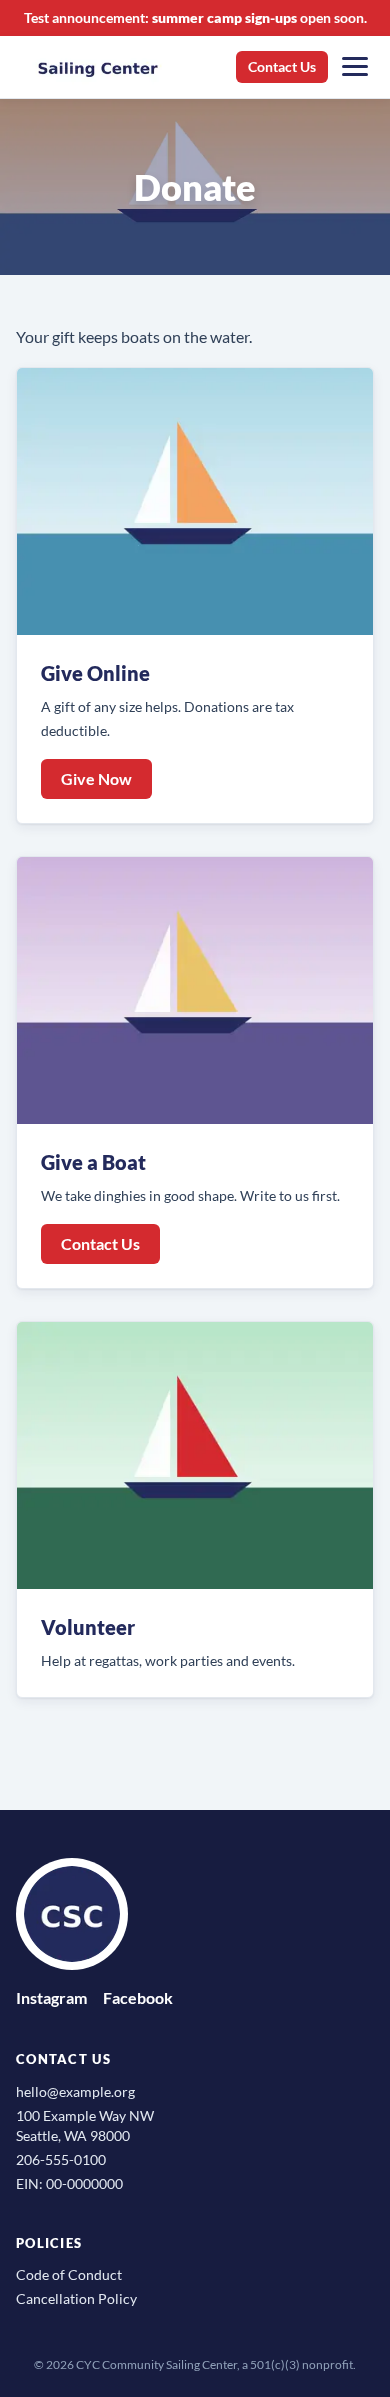 Test announcement: summer camp sign-ups open soon.
Sailing Center
Contact Us
Donate
Your gift keeps boats on the water.
Give Online
A gift of any size helps. Donations are tax
deductible.
Give Now
Give a Boat
We take dinghies in good shape. Write to us first.
Contact Us
Volunteer
Help at regattas, work parties and events.
CSC
Instagram Facebook
CONTACT US
hello@example.org
100 Example Way NW
Seattle, WA 98000
206-555-0100
EIN: 00-0000000
POLICIES
Code of Conduct
Cancellation Policy
© 2026 CYC Community Sailing Center, a 501(c)(3) nonprofit.